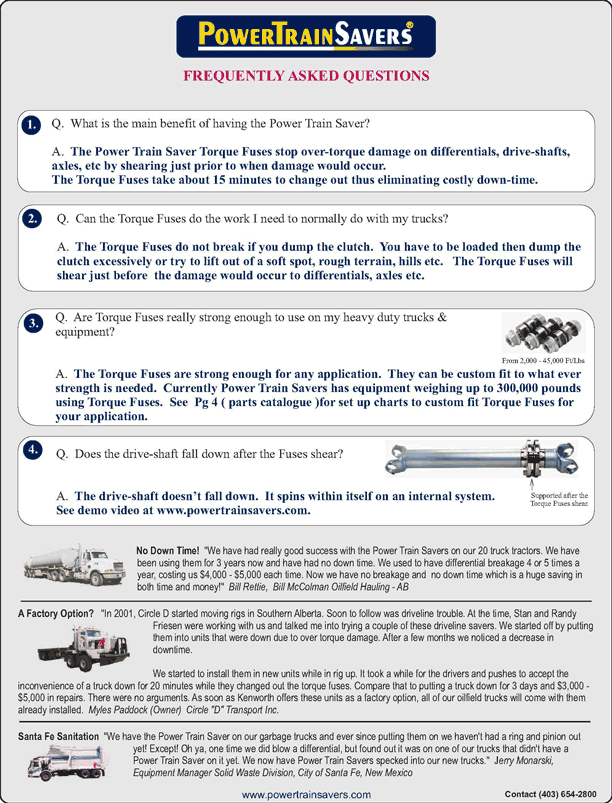 POWERTRAINSAVERS®
FREQUENTLY ASKED QUESTIONS
1. Q. What is the main benefit of having the Power Train Saver?
A. The Power Train Saver Torque Fuses stop over-torque damage on differentials, drive-shafts,
axles, etc by shearing just prior to when damage would occur.
The Torque Fuses take about 15 minutes to change out thus eliminating costly down-time.
2. Q. Can the Torque Fuses do the work I need to normally do with my trucks?
A. The Torque Fuses do not break if you dump the clutch. You have to be loaded then dump the
clutch excessively or try to lift out of a soft spot, rough terrain, hills etc. The Torque Fuses will
shear just before the damage would occur to differentials, axles etc.
3. Q. Are Torque Fuses really strong enough to use on my heavy duty trucks &
equipment?
From 2,000 - 45,000 Ft/Lbs
A. The Torque Fuses are strong enough for any application. They can be custom fit to what ever
strength is needed. Currently Power Train Savers has equipment weighing up to 300,000 pounds
using Torque Fuses. See Pg 4 ( parts catalogue )for set up charts to custom fit Torque Fuses for
your application.
4. Q. Does the drive-shaft fall down after the Fuses shear?
A. The drive-shaft doesn't fall down. It spins within itself on an internal system.
See demo video at www.powertrainsavers.com.
Supported after the
Torque Fuses shear.
No Down Time! "We have had really good success with the Power Train Savers on our 20 truck tractors. We have
been using them for 3 years now and have had no down time. We used to have differential breakage 4 or 5 times a
year, costing us $4,000 - $5,000 each time. Now we have no breakage and no down time which is a huge saving in
both time and money!" Bill Rettie, Bill McColman Oilfield Hauling - AB
A Factory Option? "In 2001, Circle D started moving rigs in Southern Alberta. Soon to follow was driveline trouble. At the time, Stan and Randy
Friesen were working with us and talked me into trying a couple of these driveline savers. We started off by putting
them into units that were down due to over torque damage. After a few months we noticed a decrease in
downtime.
We started to install them in new units while in rig up. It took a while for the drivers and pushes to accept the
inconvenience of a truck down for 20 minutes while they changed out the torque fuses. Compare that to putting a truck down for 3 days and $3,000 -
$5,000 in repairs. There were no arguments. As soon as Kenworth offers these units as a factory option, all of our oilfield trucks will come with them
already installed. Myles Paddock (Owner) Circle "D" Transport Inc.
Santa Fe Sanitation "We have the Power Train Saver on our garbage trucks and ever since putting them on we haven't had a ring and pinion out
yet! Except! Oh ya, one time we did blow a differential, but found out it was on one of our trucks that didn't have a
Power Train Saver on it yet. We now have Power Train Savers specked into our new trucks." Jerry Monarski,
Equipment Manager Solid Waste Division, City of Santa Fe, New Mexico
www.powertrainsavers.com
Contact (403) 654-2800